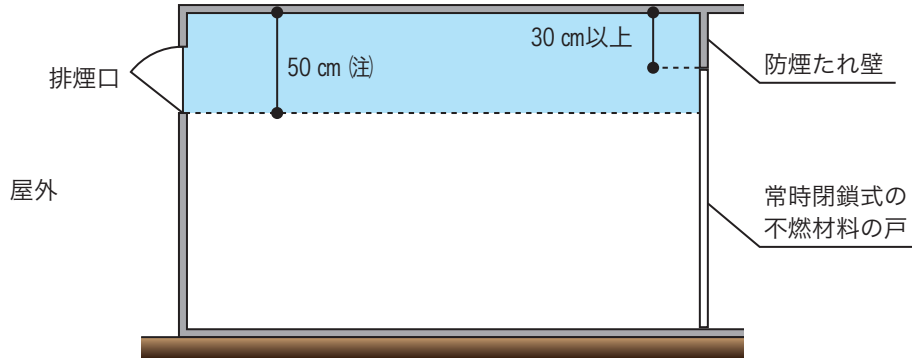 30 cm以上
50 cm (注)
排煙口
防煙たれ壁
屋外
常時閉鎖式の
不燃材料の戸